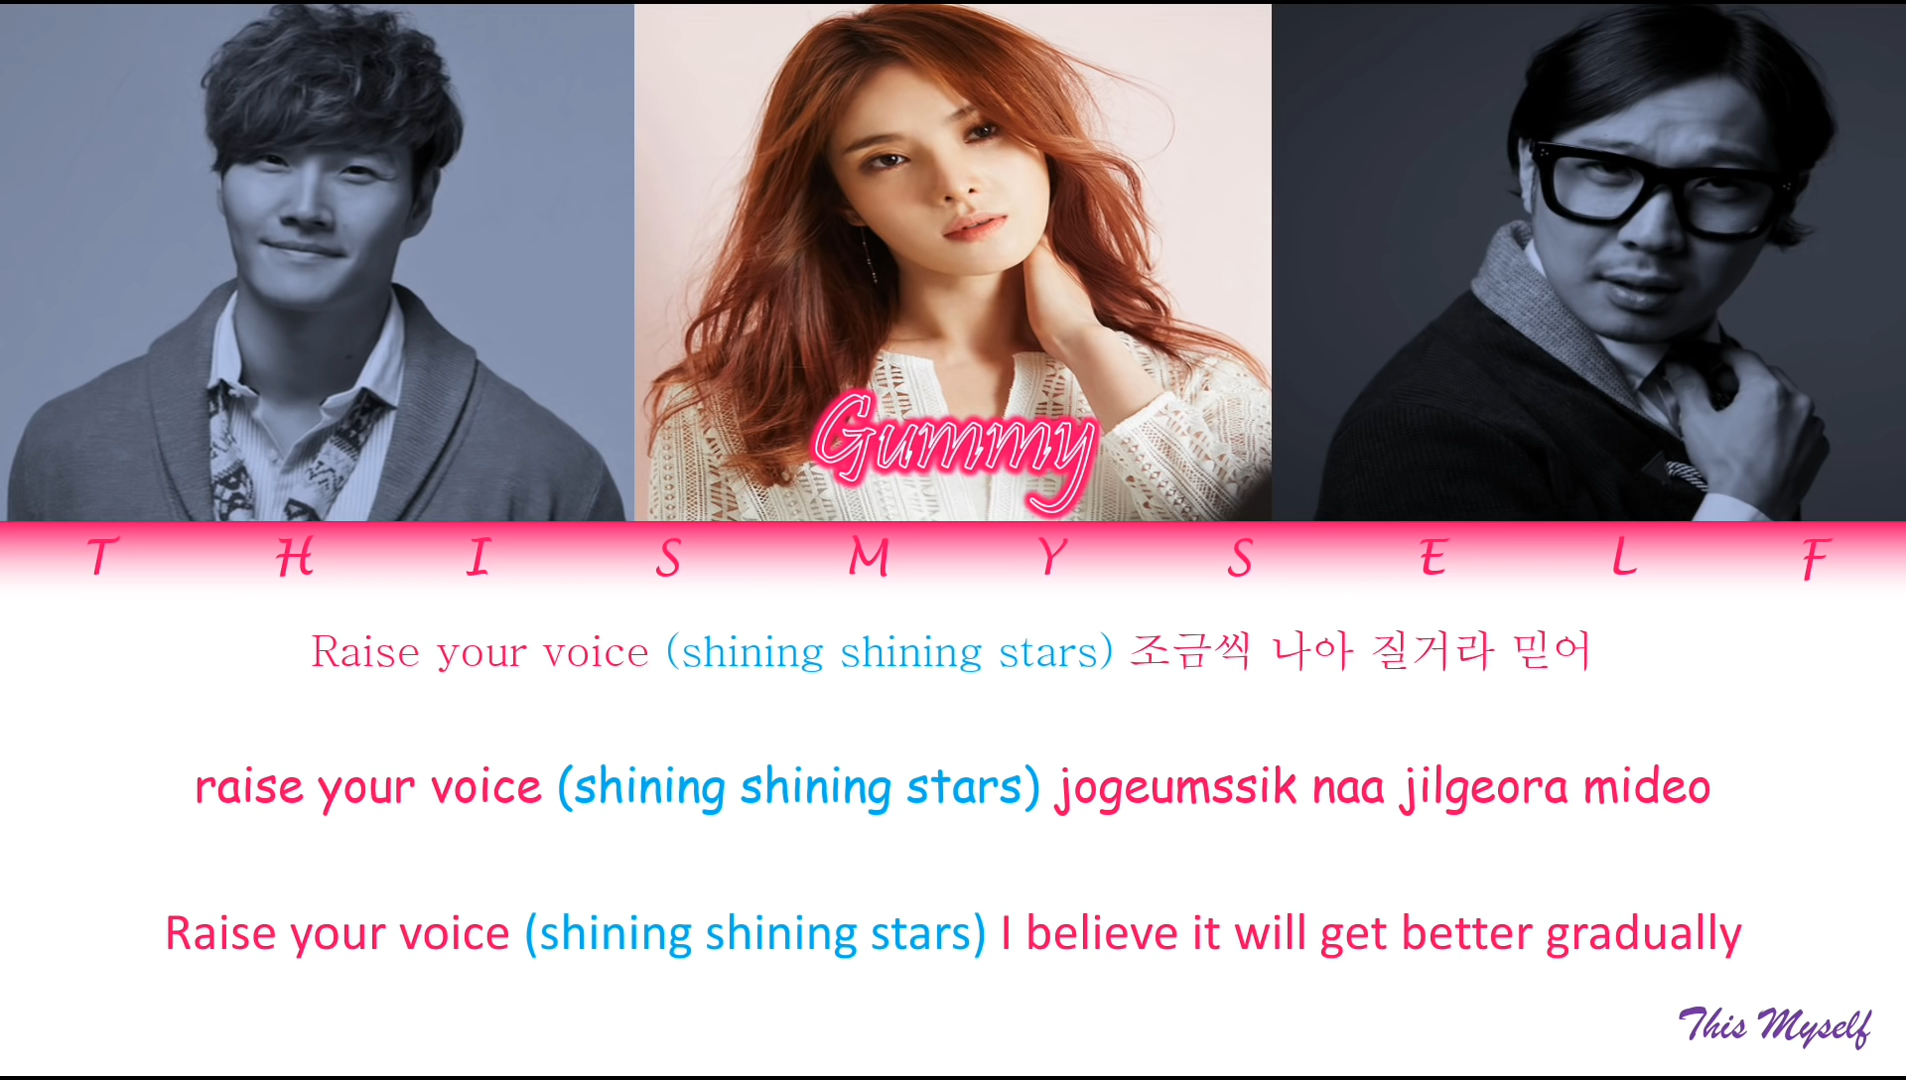 Gummy
T H I S M Y S E L F
Raise your voice (shining shining stars) 조금씩 나아 질거라 믿어
raise your voice (shining shining stars) jogeumssik naa jilgeora mideo
Raise your voice (shining shining stars) I believe it will get better gradually
This Myself